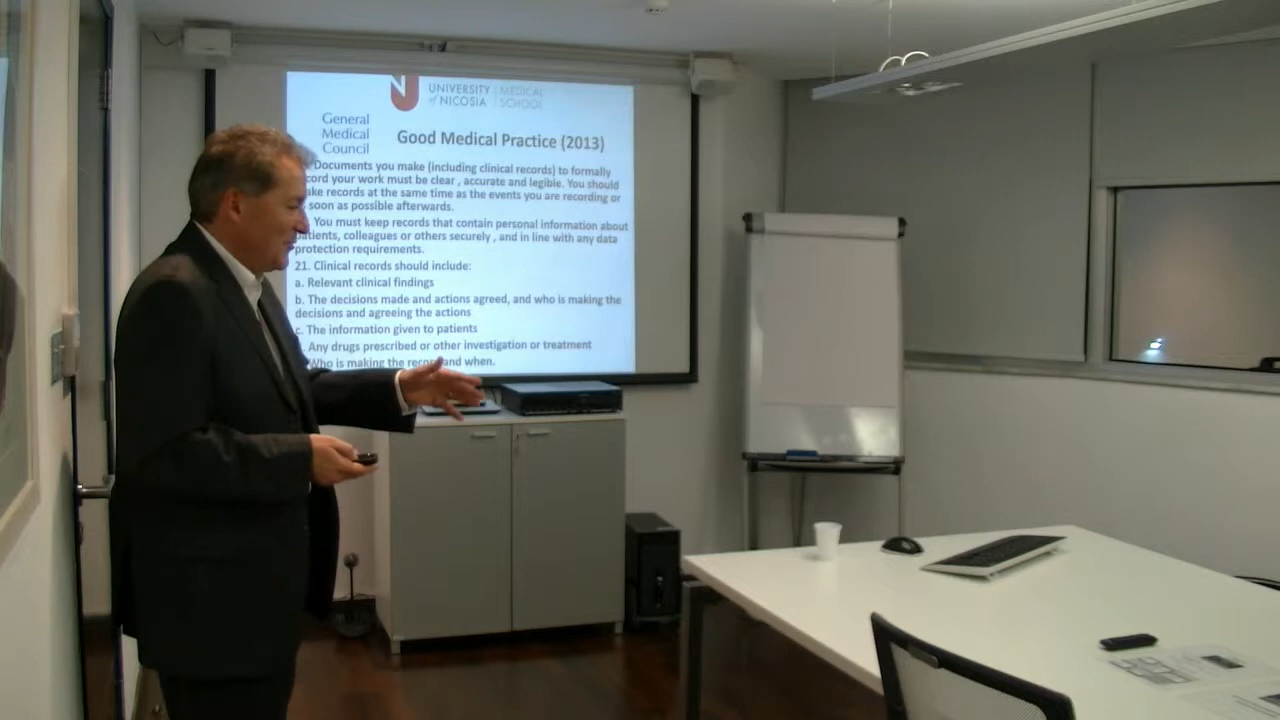 N
UNIVERSITY
of NICOSIA
MEDICAL
SCHOOL
General
Medical
Council
Good Medical Practice (2013)
Documents you make (including clinical records) to formally
cord your work must be clear , accurate and legible. You should
ake records at the same time as the events you are recording or
soon as possible afterwards.
You must keep records that contain personal information about
patients, colleagues or others securely , and in line with any data
protection requirements.
21. Clinical records should include:
a. Relevant clinical findings
b. The decisions made and actions agreed, and who is making the
decisions and agreeing the actions
c. The information given to patients
Any drugs prescribed or other investigation or treatment
Who is making the record and when.